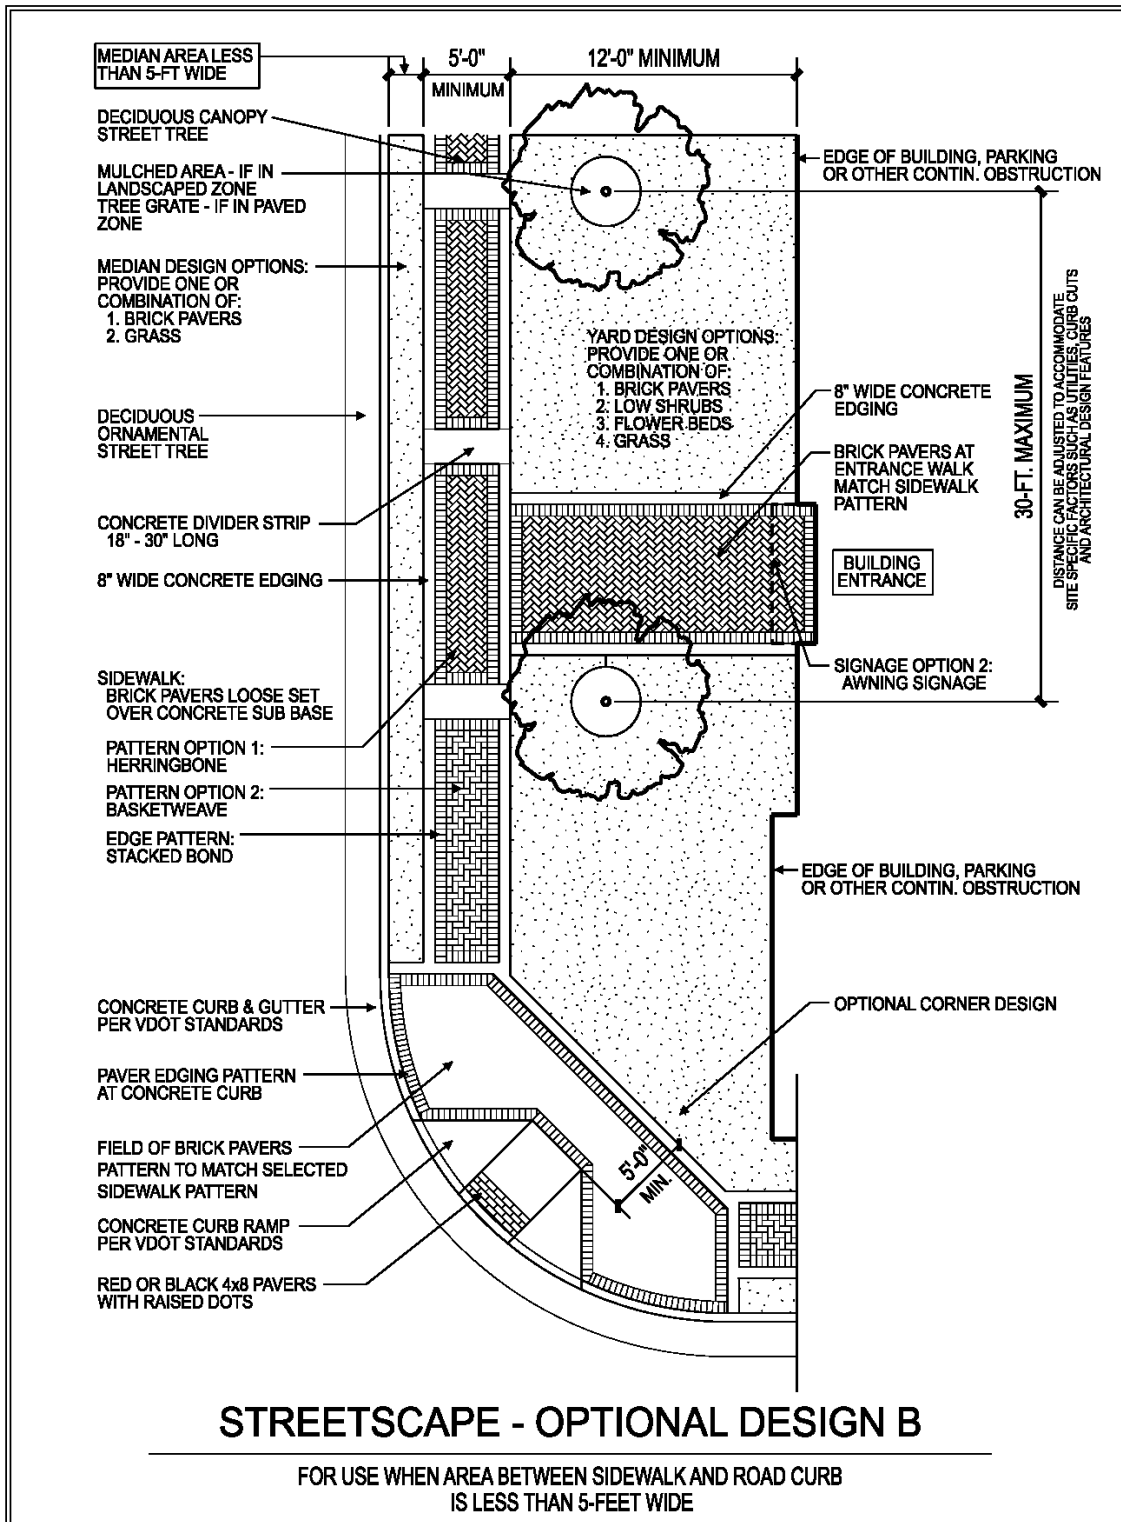 MEDIAN AREA LESS
THAN 5-FT WIDE
5'-0"
MINIMUM
12'-0" MINIMUM
DECIDUOUS CANOPY
STREET TREE
MULCHED AREA - IF IN
LANDSCAPED ZONE
TREE GRATE - IF IN PAVED
ZONE
MEDIAN DESIGN OPTIONS:
PROVIDE ONE OR
COMBINATION OF:
1. BRICK PAVERS
2. GRASS
DECIDUOUS
ORNAMENTAL
STREET TREE
CONCRETE DIVIDER STRIP
18" - 30" LONG
8" WIDE CONCRETE EDGING
SIDEWALK:
BRICK PAVERS LOOSE SET
OVER CONCRETE SUB BASE
PATTERN OPTION 1:
HERRINGBONE
PATTERN OPTION 2:
BASKETWEAVE
EDGE PATTERN:
STACKED BOND
CONCRETE CURB & GUTTER
PER VDOT STANDARDS
PAVER EDGING PATTERN
AT CONCRETE CURB
FIELD OF BRICK PAVERS
PATTERN TO MATCH SELECTED
SIDEWALK PATTERN
CONCRETE CURB RAMP
PER VDOT STANDARDS
RED OR BLACK 4x8 PAVERS
WITH RAISED DOTS
YARD DESIGN OPTIONS:
PROVIDE ONE OR
COMBINATION OF:
1. BRICK PAVERS
2. LOW SHRUBS
3. FLOWER BEDS
4. GRASS
5'-0"
MIN.
EDGE OF BUILDING, PARKING
OR OTHER CONTIN. OBSTRUCTION
8" WIDE CONCRETE
EDGING
BRICK PAVERS AT
ENTRANCE WALK
MATCH SIDEWALK
PATTERN
BUILDING
ENTRANCE
SIGNAGE OPTION 2:
AWNING SIGNAGE
30-FT. MAXIMUM
DISTANCE CAN BE ADJUSTED TO ACCOMMODATE
SITE SPECIFIC FACTORS SUCH AS UTILITIES, CURB CUTS
AND ARCHITECTURAL DESIGN FEATURES
EDGE OF BUILDING, PARKING
OR OTHER CONTIN. OBSTRUCTION
OPTIONAL CORNER DESIGN
STREETSCAPE - OPTIONAL DESIGN B
FOR USE WHEN AREA BETWEEN SIDEWALK AND ROAD CURB
IS LESS THAN 5-FEET WIDE